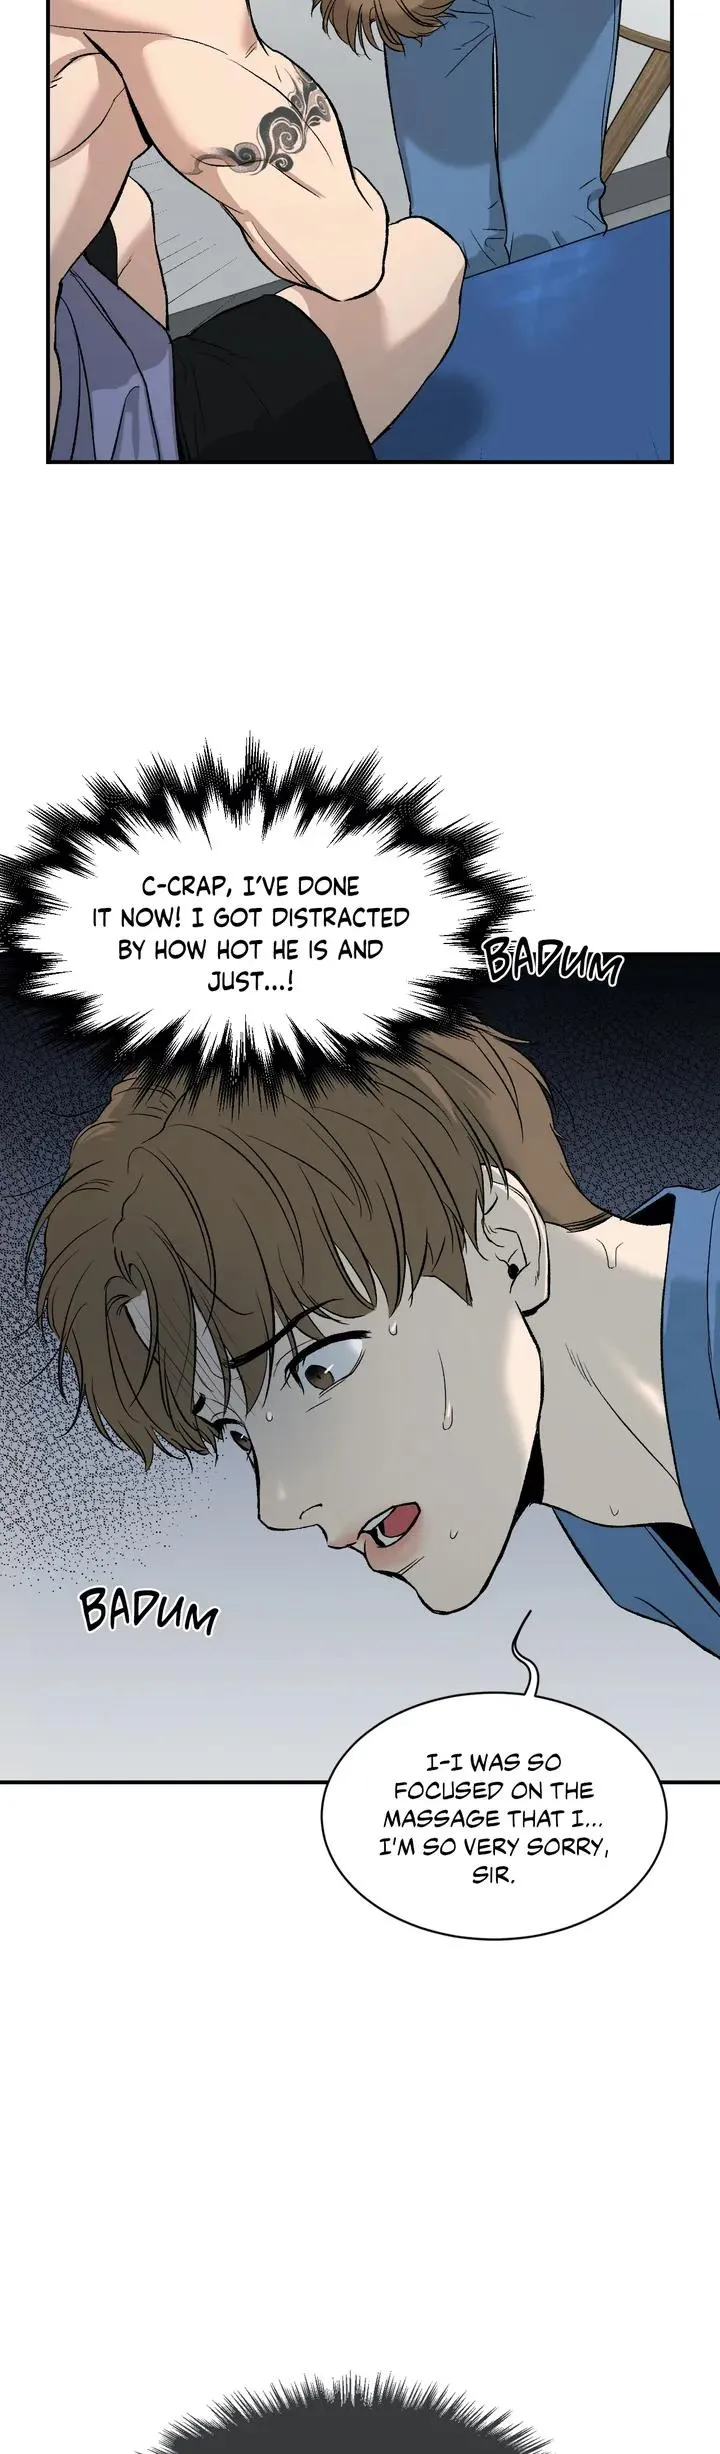 C-CRAP, I'VE DONE
IT NOW! I GOT DISTRACTED
BY HOW HOT HE IS AND
JUST...!
BADUM
BADUM
I-I WAS SO
FOCUSED ON THE
MASSAGE THAT I...
I'M SO VERY SORRY,
SIR.